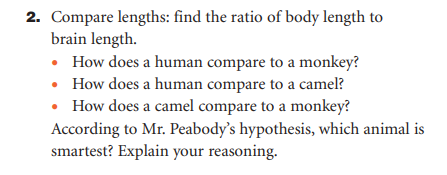 2. Compare lengths: find the ratio of body length to
brain length.
• How does a human compare to a monkey?
• How does a human compare to a camel?
• How does a camel compare to a monkey?
According to Mr. Peabody's hypothesis, which animal is
smartest? Explain your reasoning.